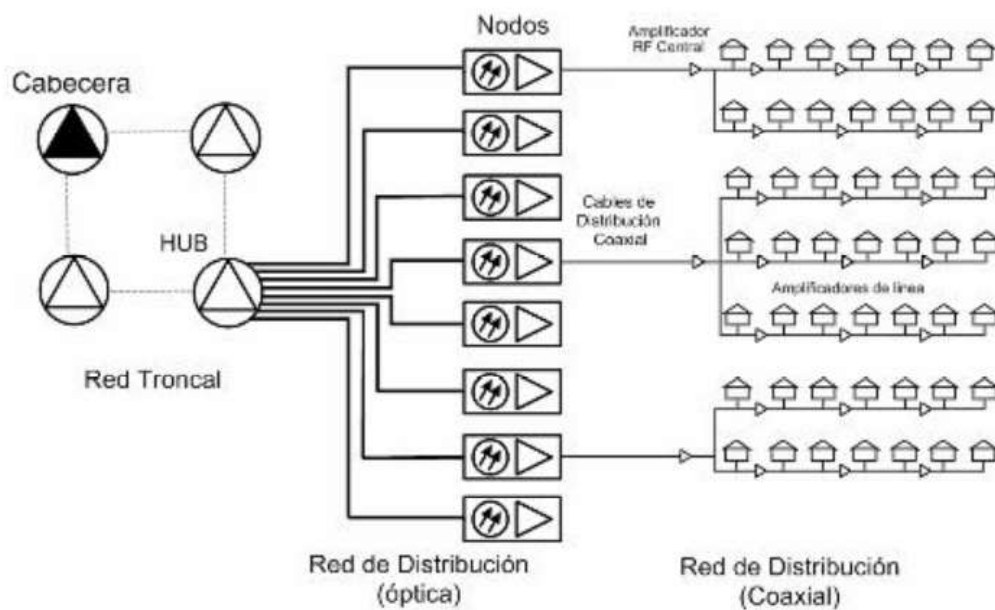 Nodos
Amplificador
RF Central
Cabecera
HUB
Cables de
Distribución
Coaxial
Amplificadores de línea
Red Troncal
Red de Distribución
(óptica)
Red de Distribución
(Coaxial)